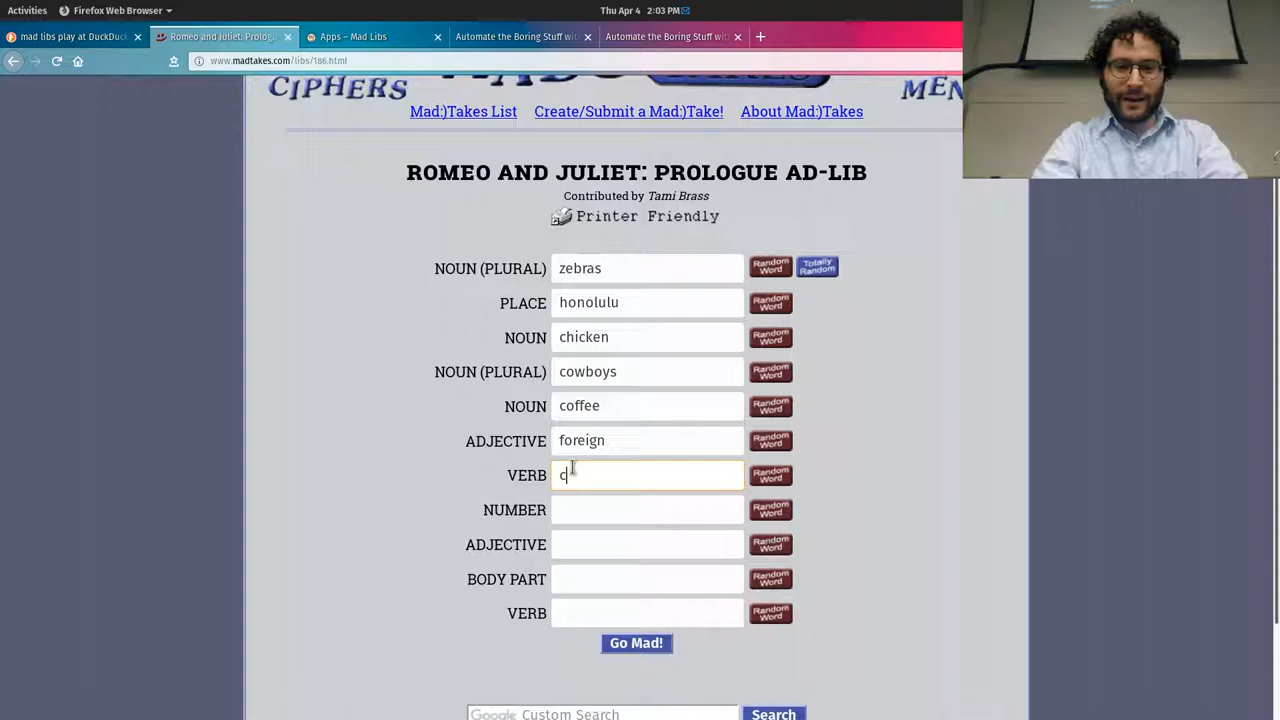 Activities Firefox Web Browser Thu Apr 4 2:03 PM
mad libs play at DuckDuck Romeo and Juliet: Prologu Apps – Mad Libs Automate the Boring Stuff wit Automate the Boring Stuff wit
www.madtakes.com/libs/186.html
CIPHERS
Mad:)Takes List Create/Submit a Mad:)Take! About Mad:)Takes
ROMEO AND JULIET: PROLOGUE AD-LIB
Contributed by Tami Brass
Printer Friendly
NOUN (PLURAL) zebras Random Word Totally Random
PLACE honolulu Random Word
NOUN chicken Random Word
NOUN (PLURAL) cowboys Random Word
NOUN coffee Random Word
ADJECTIVE foreign Random Word
VERB c Random Word
NUMBER Random Word
ADJECTIVE Random Word
BODY PART Random Word
VERB Random Word
Go Mad!
Google Custom Search Search